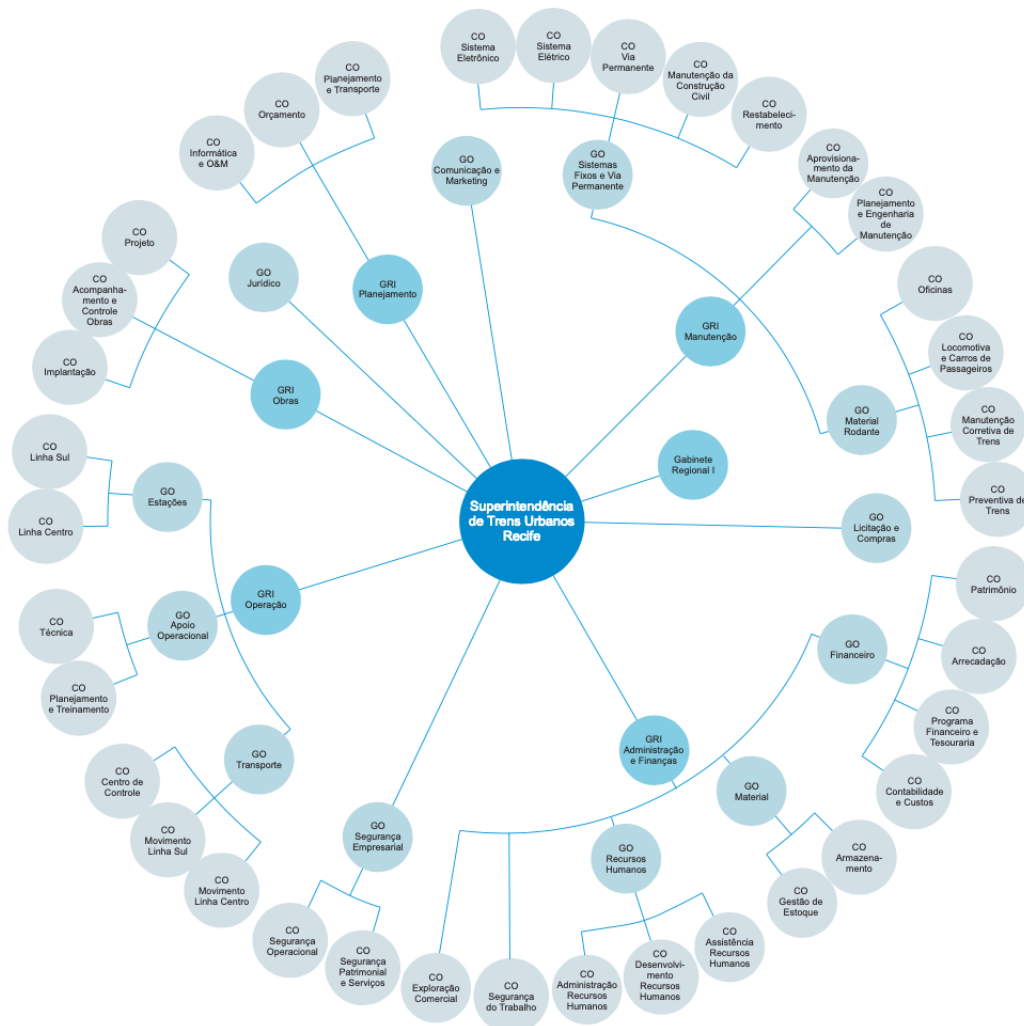 CO
Sistema
Eletrônico
CO
Sistema
Elétrico
CO
Via
Permanente
CO
Manutenção da
Construção
Civil
CO
Restabeleci-
mento
CO
Aprovisiona-
mento da
Manutenção
CO
Planejamento
e Engenharia
de
Manutenção
CO
Planejamento
e Transporte
CO
Orçamento
CO
Informática
e O&M
GO
Comunicação e
Marketing
GO
Sistemas
Fixos e Via
Permanente
CO
Projeto
CO
Acompanha-
mento e
Controle
Obras
CO
Implantação
GO
Jurídico
GRI
Planejamento
GRI
Manutenção
CO
Oficinas
CO
Locomotiva
e Carros de
Passageiros
CO
Manutenção
Corretiva de
Trens
CO
Preventiva de
Trens
GRI
Obras
GO
Material
Rodante
CO
Linha Sul
CO
Linha Centro
GO
Estações
Gabinete
Regional I
Superintendência
de Trens Urbanos
Recife
GO
Licitação e
Compras
GRI
Operação
GO
Apoio
Operacional
CO
Técnica
CO
Planejamento
e Treinamento
CO
Patrimônio
CO
Arrecadação
CO
Programa
Financeiro e
Tesouraria
CO
Contabilidade
e Custos
GO
Financeiro
GRI
Administração
e Finanças
GO
Transporte
CO
Centro de
Controle
CO
Movimento
Linha Sul
CO
Movimento
Linha Centro
GO
Segurança
Empresarial
GO
Material
GO
Recursos
Humanos
CO
Armazena-
mento
CO
Gestão de
Estoque
CO
Segurança
Operacional
CO
Segurança
Patrimonial
e Serviços
CO
Exploração
Comercial
CO
Segurança
do Trabalho
CO
Administração
Recursos
Humanos
CO
Desenvolvi-
mento
Recursos
Humanos
CO
Assistência
Recursos
Humanos